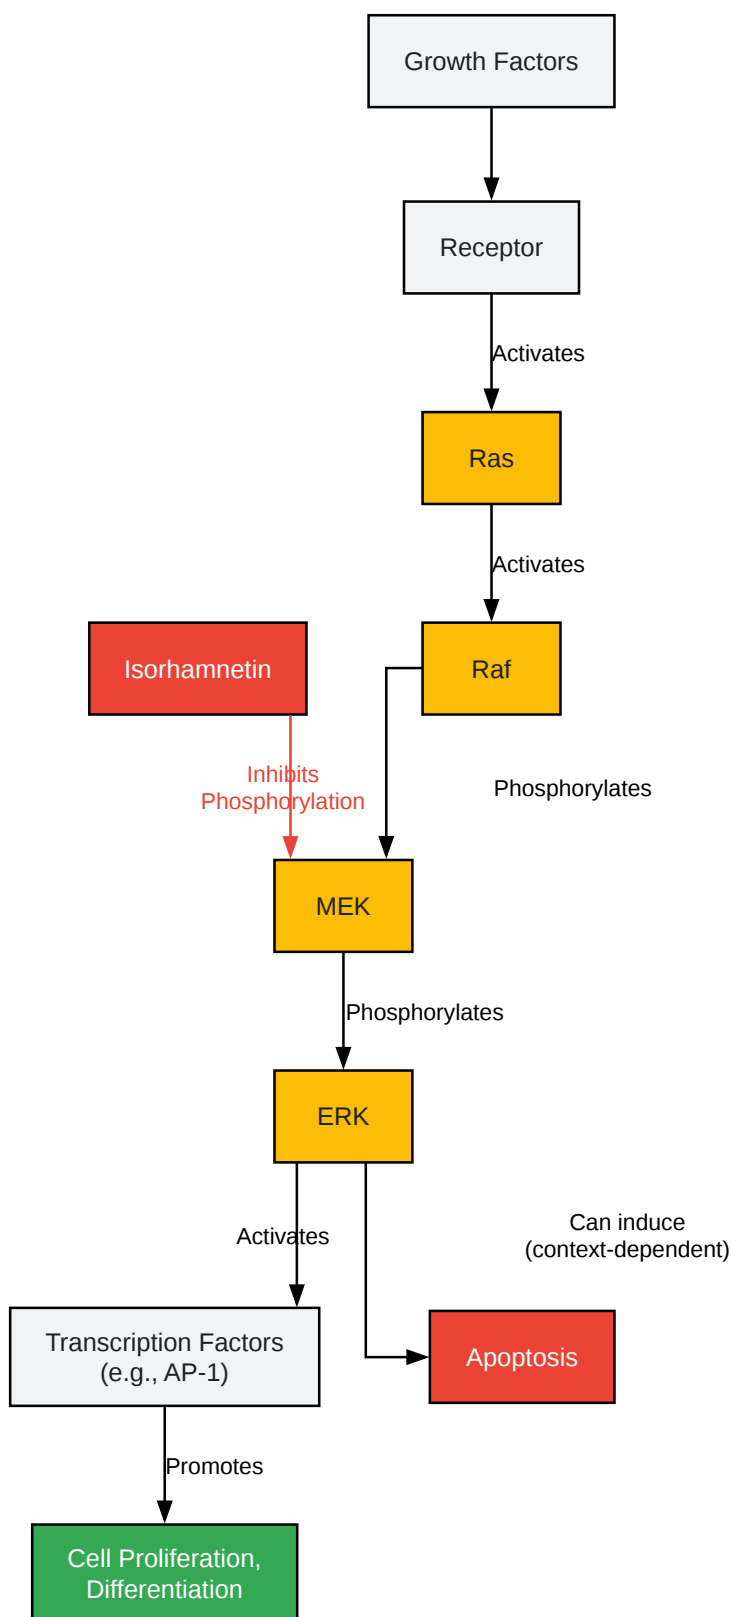 Growth Factors
Receptor
Activates
Ras
Activates
Isorhamnetin
Raf
Inhibits
Phosphorylation
Phosphorylates
MEK
Phosphorylates
ERK
Activates
Can induce
(context-dependent)
Transcription Factors
(e.g., AP-1)
Apoptosis
Promotes
Cell Proliferation,
Differentiation